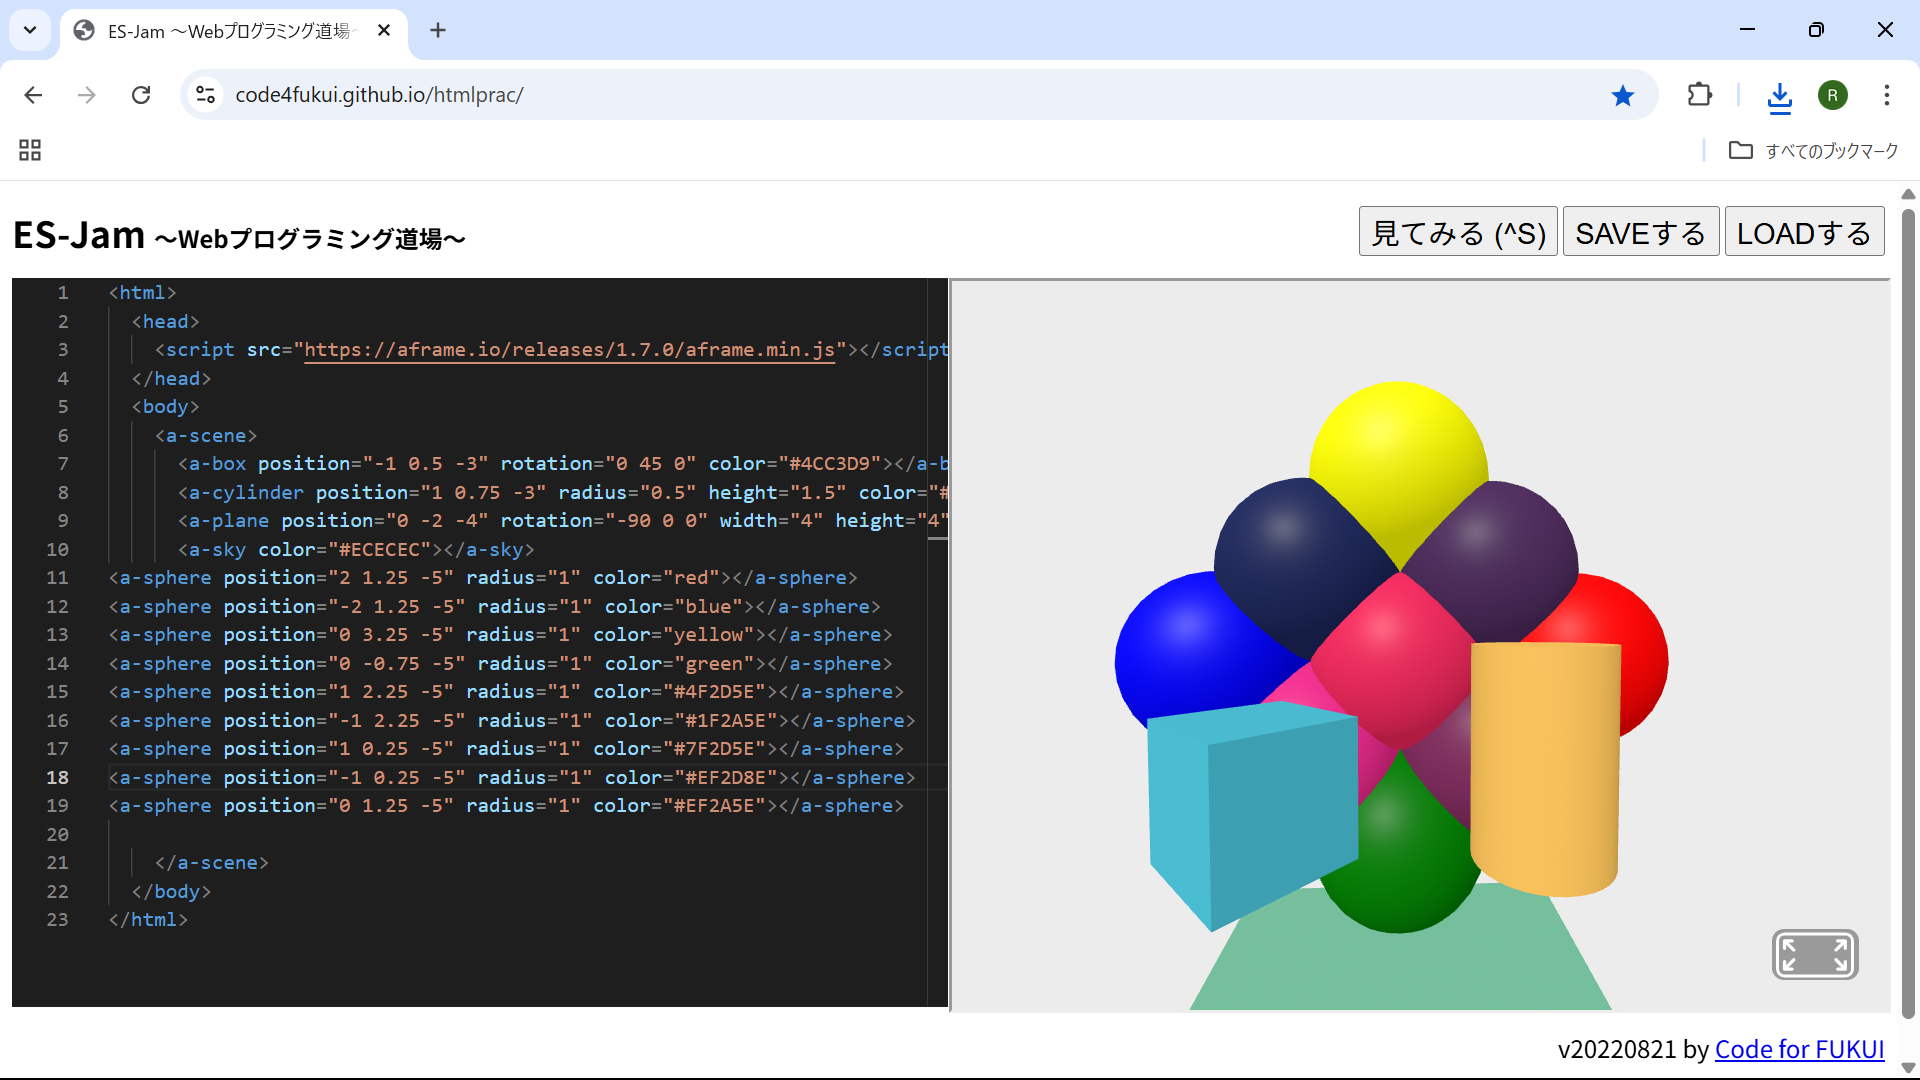 ES-Jam ～Webプログラミング道場～
code4fukui.github.io/htmlprac/
R
すべてのブックマーク
ES-Jam ～Webプログラミング道場～
見てみる (^S) SAVEする LOADする
1 <html>
2 <head>
3 <script src="https://aframe.io/releases/1.7.0/aframe.min.js"></script
4 </head>
5 <body>
6 <a-scene>
7 <a-box position="-1 0.5 -3" rotation="0 45 0" color="#4CC3D9"></a-b
8 <a-cylinder position="1 0.75 -3" radius="0.5" height="1.5" color="#
9 <a-plane position="0 -2 -4" rotation="-90 0 0" width="4" height="4"
10 <a-sky color="#ECECEC"></a-sky>
11 <a-sphere position="2 1.25 -5" radius="1" color="red"></a-sphere>
12 <a-sphere position="-2 1.25 -5" radius="1" color="blue"></a-sphere>
13 <a-sphere position="0 3.25 -5" radius="1" color="yellow"></a-sphere>
14 <a-sphere position="0 -0.75 -5" radius="1" color="green"></a-sphere>
15 <a-sphere position="1 2.25 -5" radius="1" color="#4F2D5E"></a-sphere>
16 <a-sphere position="-1 2.25 -5" radius="1" color="#1F2A5E"></a-sphere>
17 <a-sphere position="1 0.25 -5" radius="1" color="#7F2D5E"></a-sphere>
18 <a-sphere position="-1 0.25 -5" radius="1" color="#EF2D8E"></a-sphere>
19 <a-sphere position="0 1.25 -5" radius="1" color="#EF2A5E"></a-sphere>
20
21 </a-scene>
22 </body>
23 </html>
v20220821 by Code for FUKUI